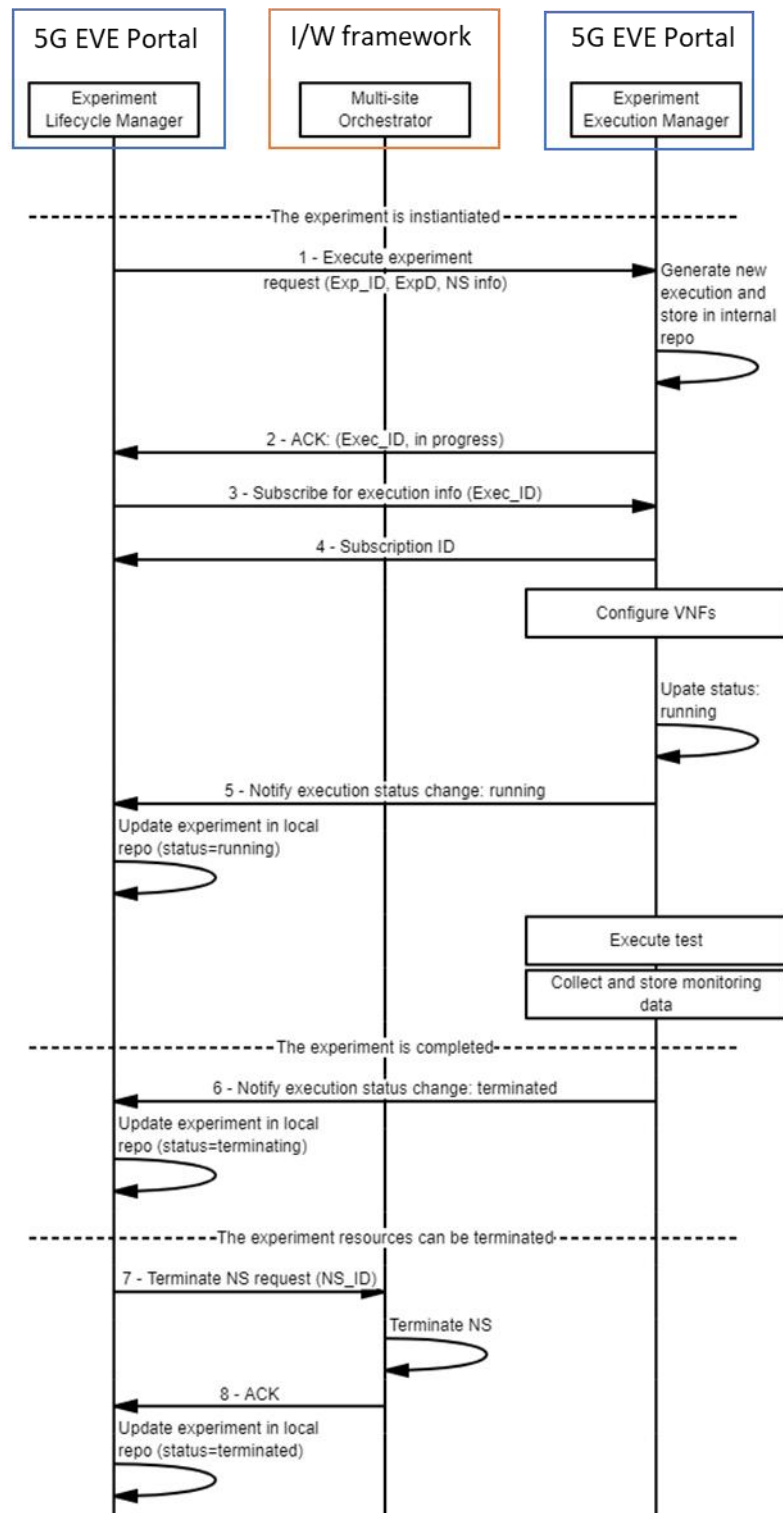 5G EVE Portal
I/W framework
5G EVE Portal
Experiment
Lifecycle Manager
Multi-site
Orchestrator
Experiment
Execution Manager
The experiment is instiantiated
1 - Execute experiment
request (Exp_ID, ExpD, NS info)
Generate new
execution and
store in internal
repo
2 - ACK: (Exec_ID, in progress)
3 - Subscribe for execution info (Exec_ID)
4 - Subscription ID
Configure VNFs
Upate status:
running
5 - Notify execution status change: running
Update experiment in local
repo (status=running)
Execute test
Collect and store monitoring
data
The experiment is completed
6 - Notify execution status change: terminated
Update experiment in local
repo (status=terminating)
The experiment resources can be terminated
7 - Terminate NS request (NS_ID)
Terminate NS
8 - ACK
Update experiment in local
repo (status=terminated)